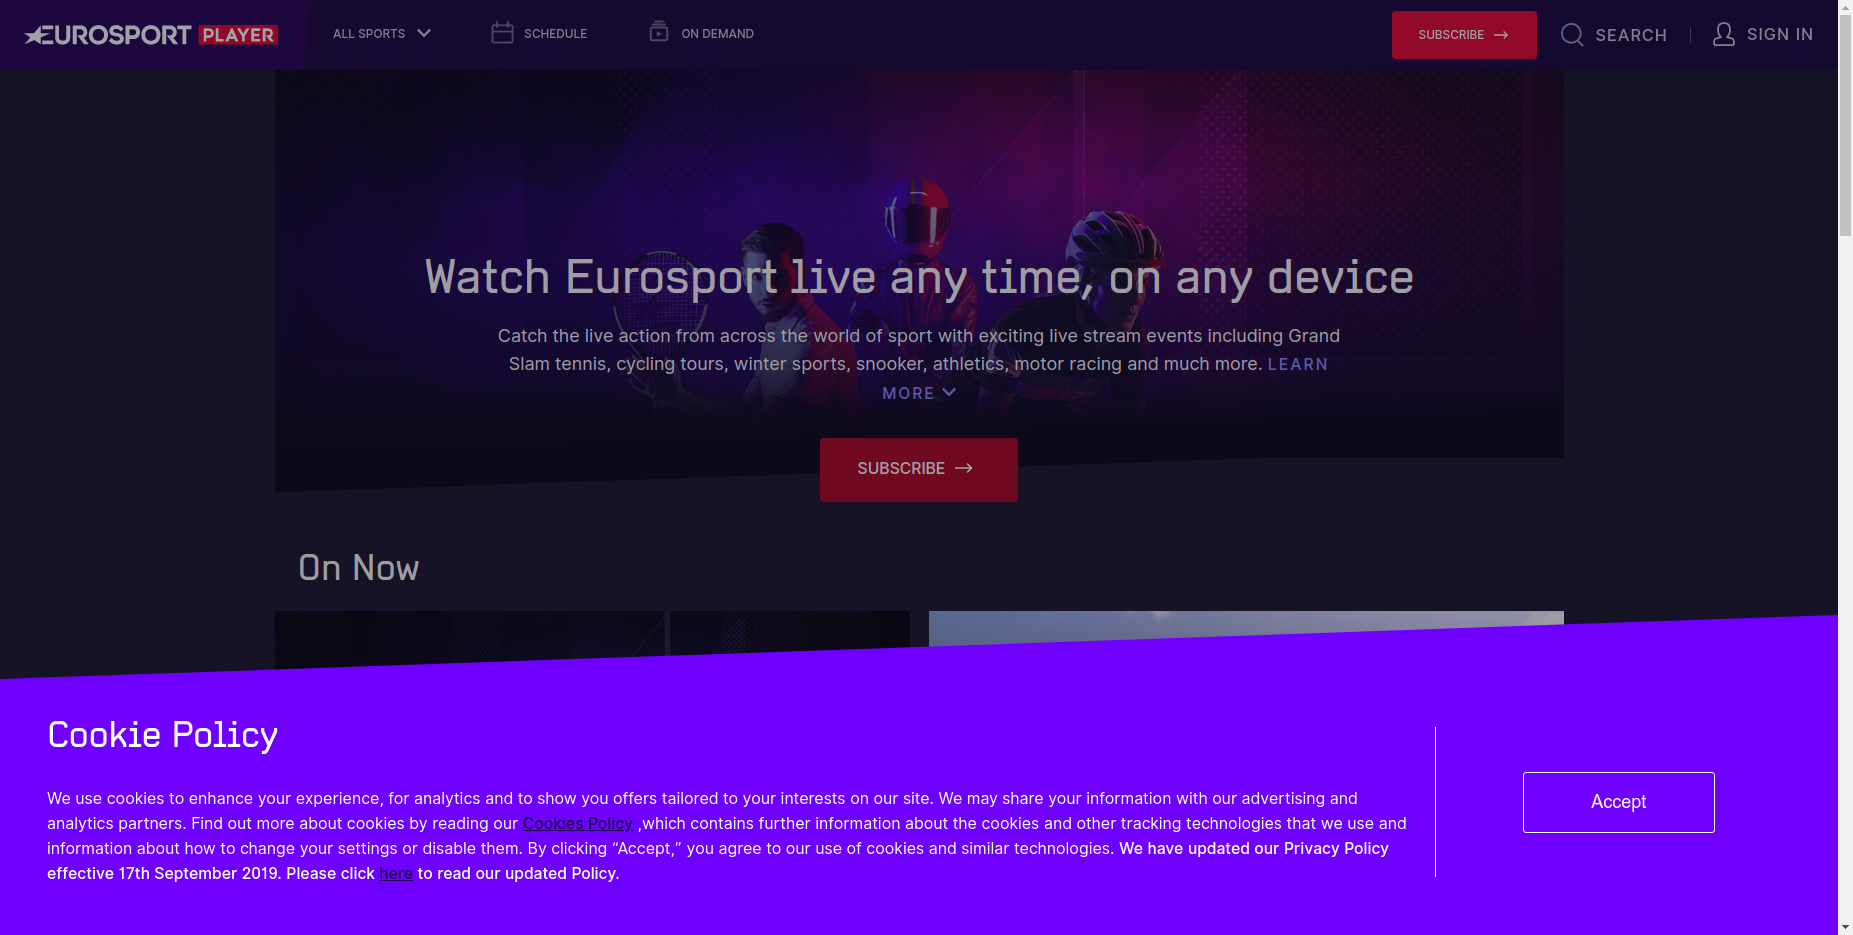 EUROSPORT PLAYER
ALL SPORTS
SCHEDULE
ON DEMAND
SUBSCRIBE
SEARCH
SIGN IN
Watch Eurosport live any time, on any device
Catch the live action from across the world of sport with exciting live stream events including Grand
Slam tennis, cycling tours, winter sports, snooker, athletics, motor racing and much more. LEARN
MORE
SUBSCRIBE
On Now
Cookie Policy
We use cookies to enhance your experience, for analytics and to show you offers tailored to your interests on our site. We may share your information with our advertising and
analytics partners. Find out more about cookies by reading our Cookies Policy ,which contains further information about the cookies and other tracking technologies that we use and
information about how to change your settings or disable them. By clicking “Accept,” you agree to our use of cookies and similar technologies. We have updated our Privacy Policy
effective 17th September 2019. Please click here to read our updated Policy.
Accept